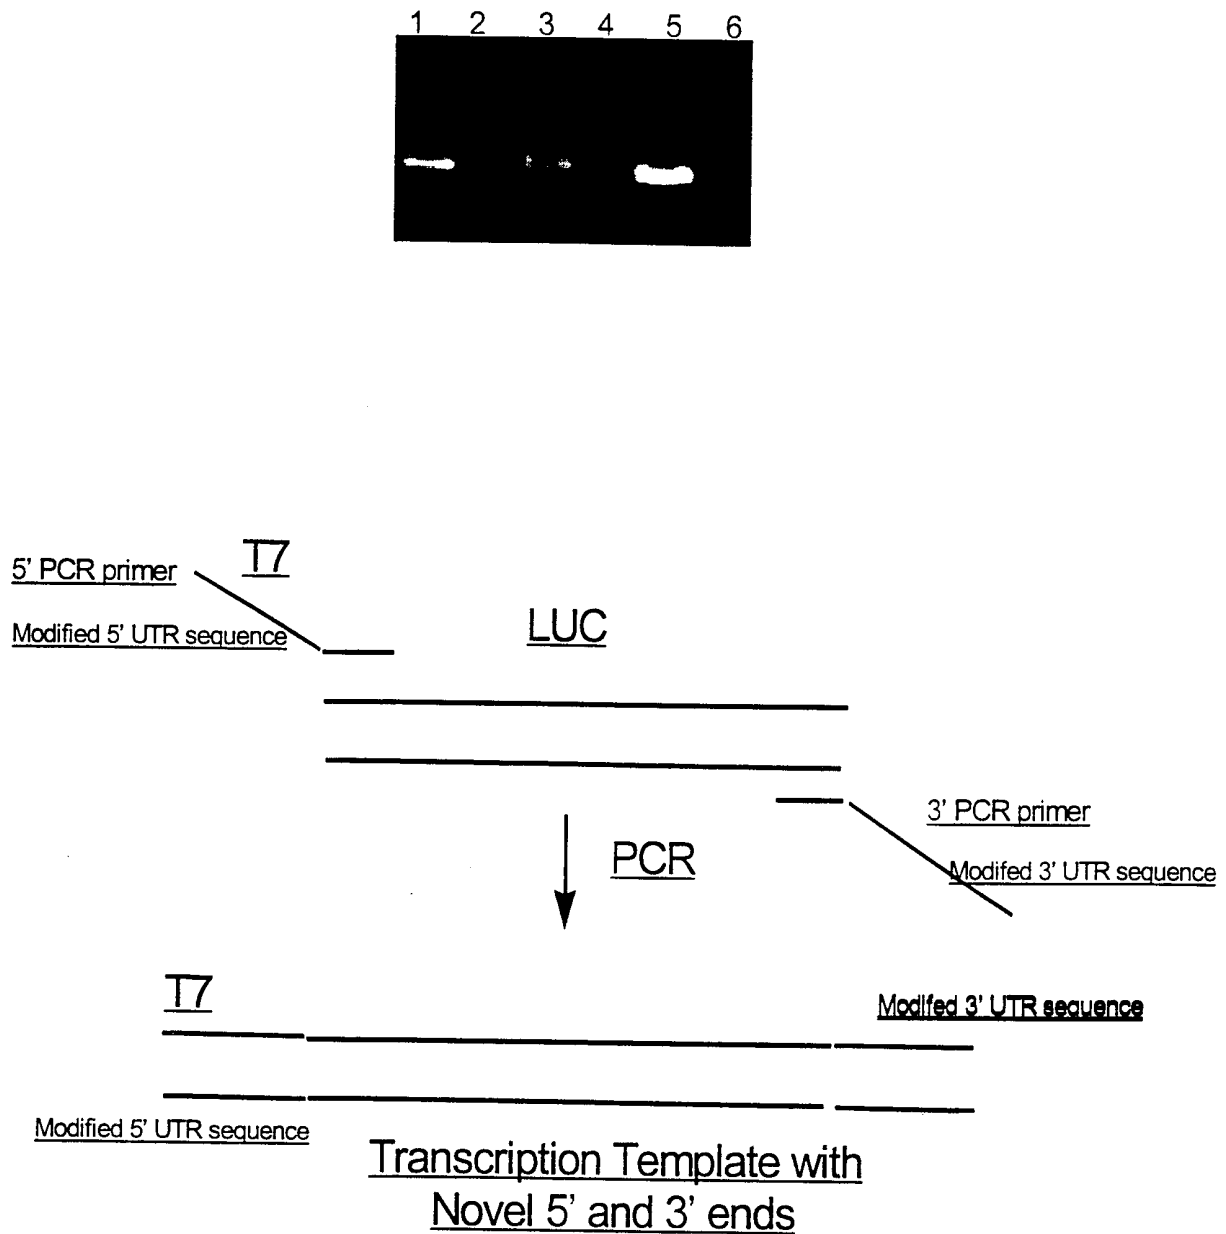 1 2 3 4 5 6
T7
5' PCR primer
Modified 5' UTR sequence
LUC
3' PCR primer
Modifed 3' UTR sequence
PCR
T7
Modifed 3' UTR sequence
Modified 5' UTR sequence
Transcription Template with
Novel 5' and 3' ends